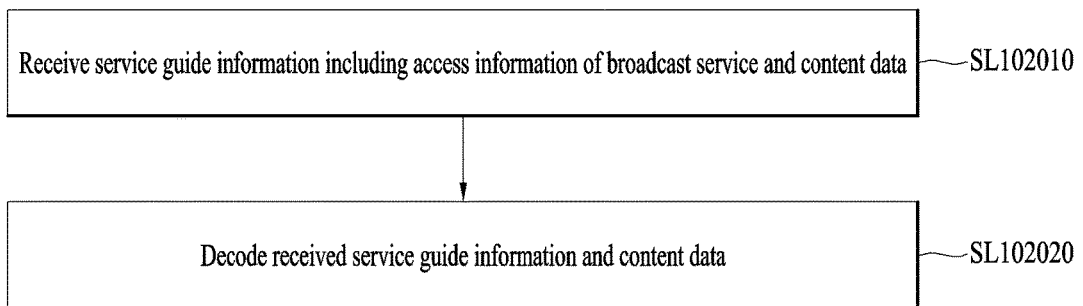 Receive service guide information including access information of broadcast service and content data
SL102010
Decode received service guide information and content data
SL102020